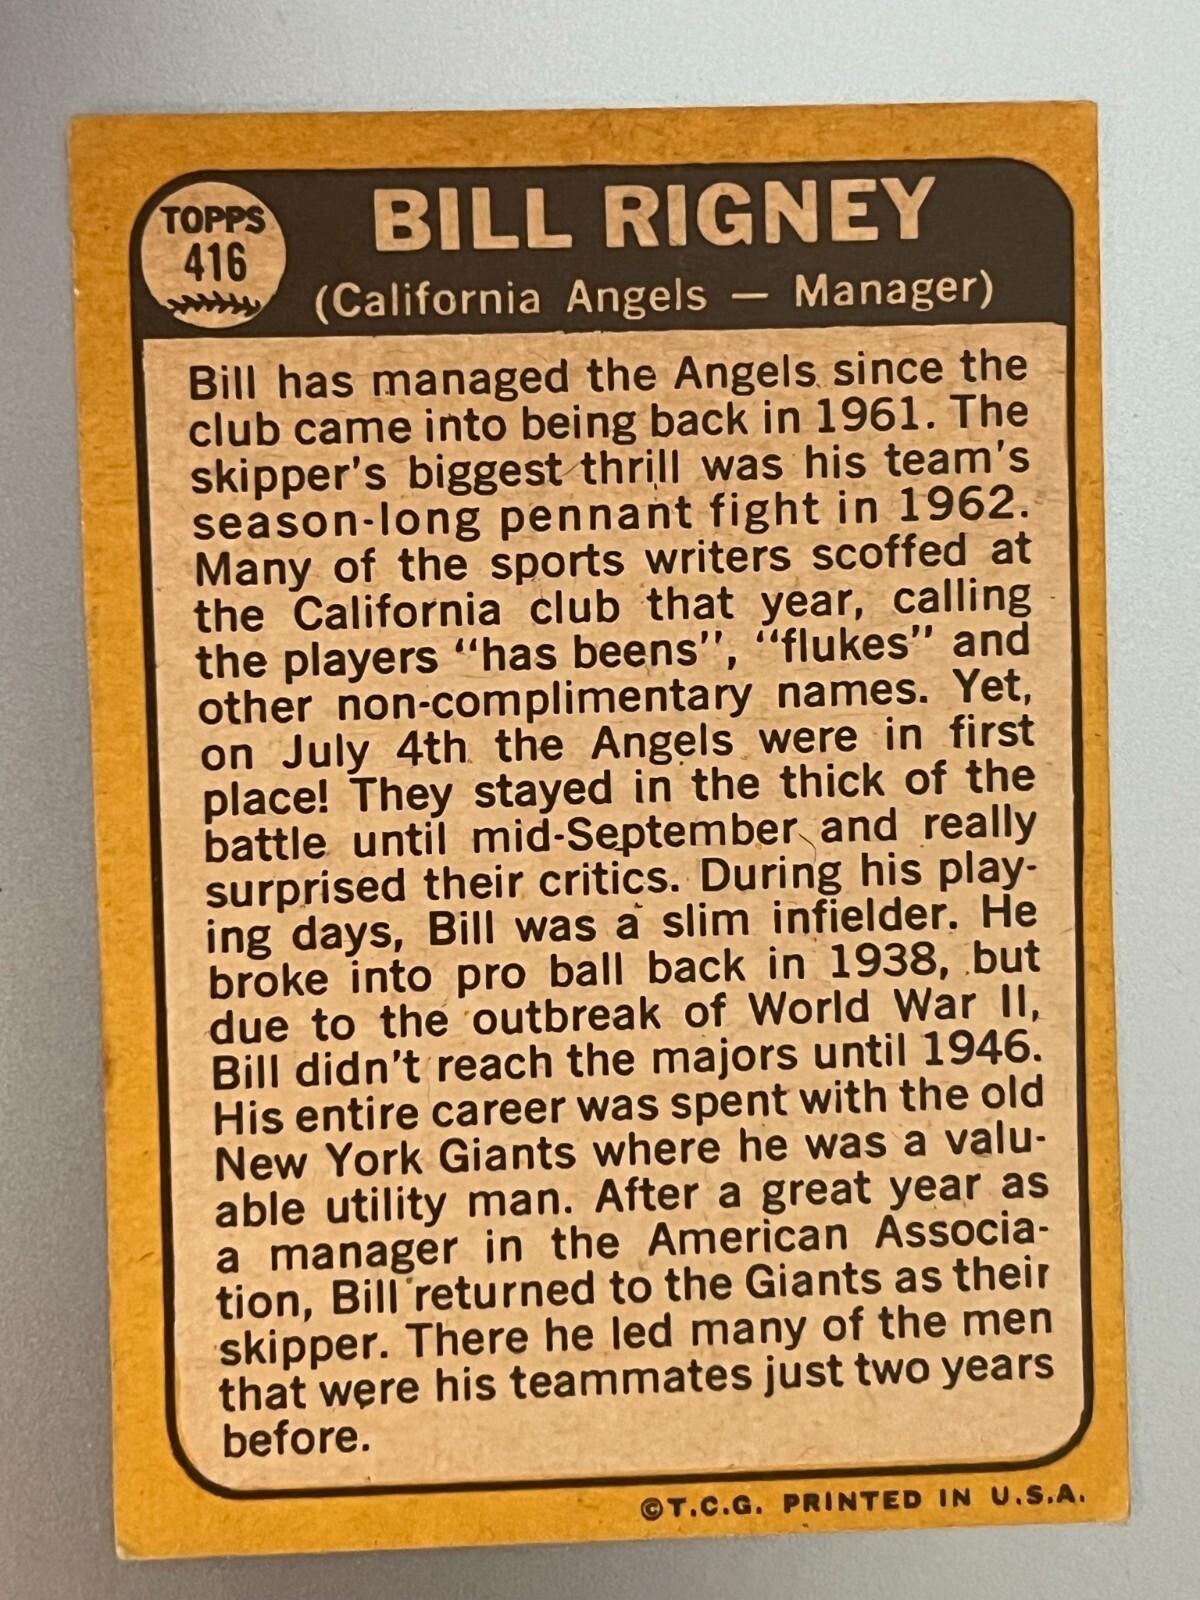 TOPPS
416
BILL RIGNEY
(California Angels — Manager)
Bill has managed the Angels since the
club came into being back in 1961. The
skipper's biggest thrill was his team's
season-long pennant fight in 1962.
Many of the sports writers scoffed at
the California club that year, calling
the players “has beens”, “flukes” and
other non-complimentary names. Yet,
on July 4th the Angels were in first
place! They stayed in the thick of the
battle until mid-September and really
surprised their critics. During his play-
ing days, Bill was a slim infielder. He
broke into pro ball back in 1938, but
due to the outbreak of World War II,
Bill didn't reach the majors until 1946.
His entire career was spent with the old
New York Giants where he was a valu-
able utility man. After a great year as
a manager in the American Associa-
tion, Bill returned to the Giants as their
skipper. There he led many of the men
that were his teammates just two years
before.
©T.C.G. PRINTED IN U.S.A.